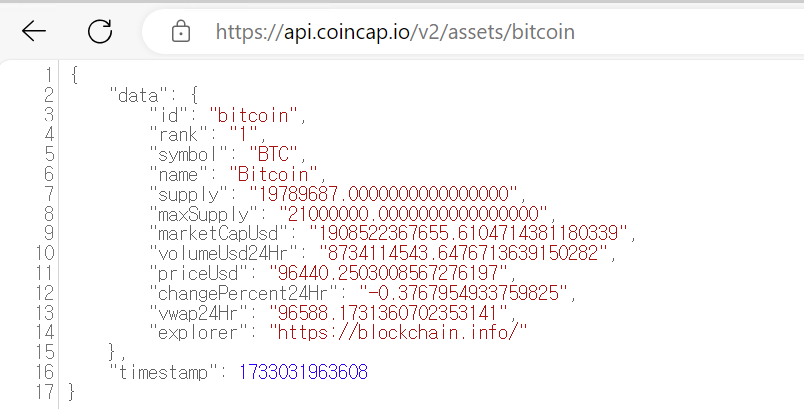 https://api.coincap.io/v2/assets/bitcoin
1 {
2 "data": {
3 "id": "bitcoin",
4 "rank": "1",
5 "symbol": "BTC",
6 "name": "Bitcoin",
7 "supply": "19789687.0000000000000000",
8 "maxSupply": "21000000.0000000000000000",
9 "marketCapUsd": "1908522367655.6104714381180339",
10 "volumeUsd24Hr": "8734114543.6476713639150282",
11 "priceUsd": "96440.2503008567276197",
12 "changePercent24Hr": "-0.3767954933759825",
13 "vwap24Hr": "96588.1731360702353141",
14 "explorer": "https://blockchain.info/"
15 },
16 "timestamp": 1733031963608
17 }